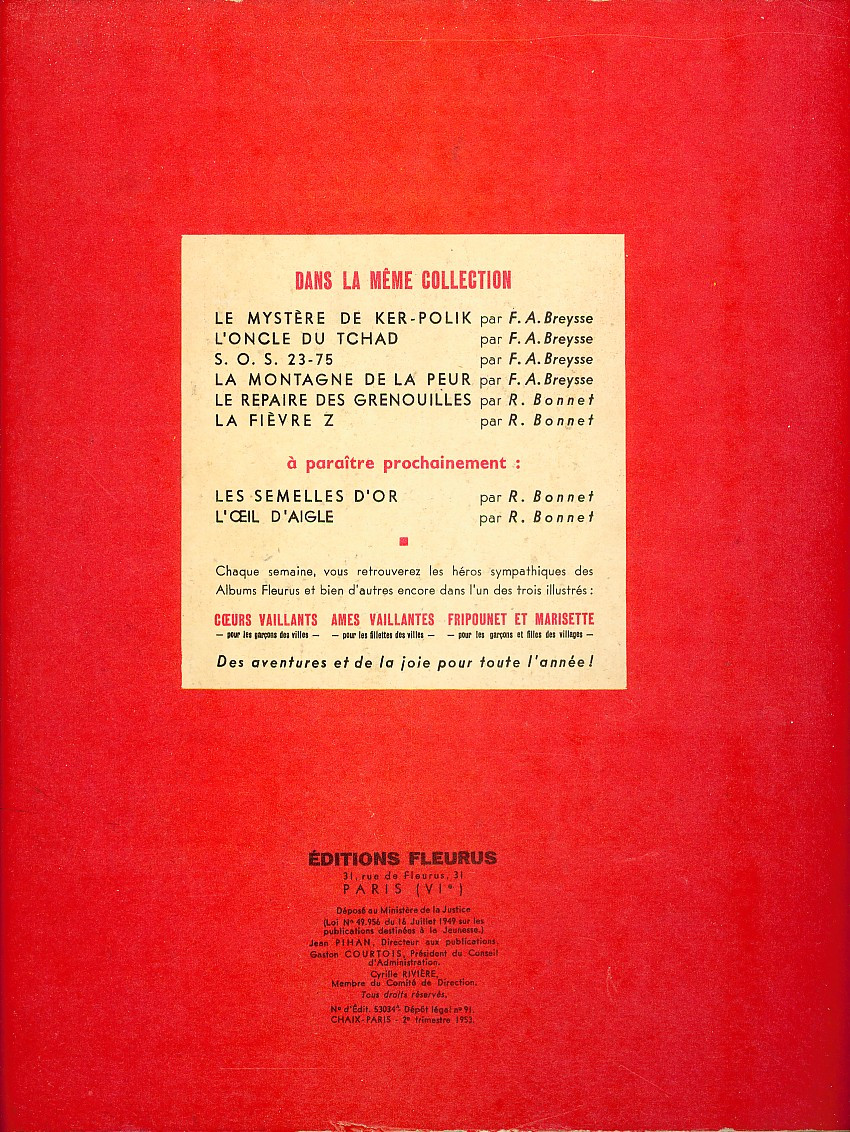 DANS LA MÊME COLLECTION
LE MYSTÈRE DE KER-POLIK par F. A. Breysse
L'ONCLE DU TCHAD par F. A. Breysse
S. O. S. 23-75 par F. A. Breysse
LA MONTAGNE DE LA PEUR par F. A. Breysse
LE REPAIRE DES GRENOUILLES par R. Bonnet
LA FIÈVRE Z par R. Bonnet
à paraître prochainement :
LES SEMELLES D'OR par R. Bonnet
L'ŒIL D'AIGLE par R. Bonnet
Chaque semaine, vous retrouverez les héros sympathiques des
Albums Fleurus et bien d'autres encore dans l'un des trois illustrés :
CŒURS VAILLANTS AMES VAILLANTES FRIPOUNET ET MARISETTE
— pour les garçons des villes — — pour les fillettes des villes — — pour les garçons et filles des villages —
Des aventures et de la joie pour toute l'année !
ÉDITIONS FLEURUS
31, rue de Fleurus, 31
PARIS (VIe)
Déposé au Ministère de la Justice
(Loi No 49.956 du 16 Juillet 1949 sur les
publications destinées à la Jeunesse.)
Jean PIHAN, Directeur aux publications,
Gaston COURTOIS, Président du Conseil
d'Administration.
Cyrille RIVIÈRE,
Membre du Comité de Direction.
Tous droits réservés.
No d'Édit. 53034 - Dépôt légal no 91.
CHAIX-PARIS - 2e trimestre 1953.